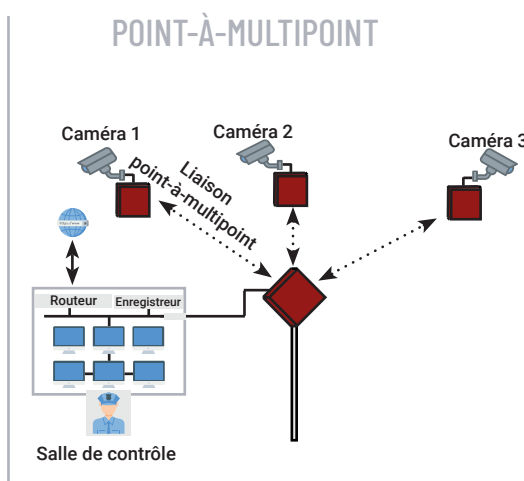 POINT-À-MULTIPOINT
Caméra 1
Caméra 2
Caméra 3
Liaison
point-à-multipoint
Routeur
Enregistreur
Salle de contrôle